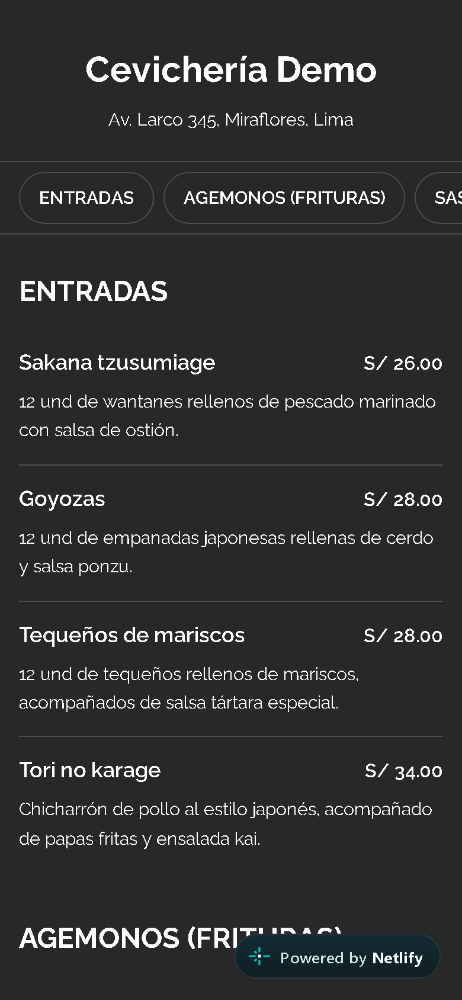 Cevichería Demo
Av. Larco 345, Miraflores, Lima
ENTRADAS
AGEMONOS (FRITURAS)
SAS
ENTRADAS
Sakana tzusumiage
S/ 26.00
12 und de wantanes rellenos de pescado marinado
con salsa de ostión.
Goyozas
S/ 28.00
12 und de empanadas japonesas rellenas de cerdo
y salsa ponzu.
Tequeños de mariscos
S/ 28.00
12 und de tequeños rellenos de mariscos,
acompañados de salsa tártara especial.
Tori no karage
S/ 34.00
Chicharrón de pollo al estilo japonés, acompañado
de papas fritas y ensalada kai.
AGEMONOS (FRITURAS)
Powered by Netlify